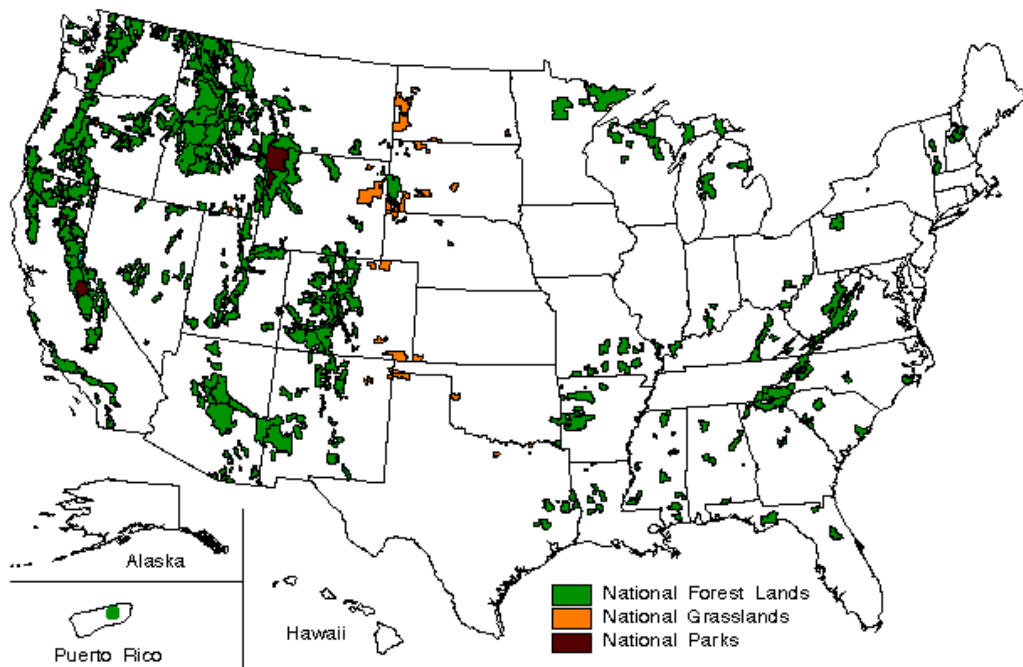 Alaska
Puerto Rico
Hawaii
National Forest Lands
National Grasslands
National Parks